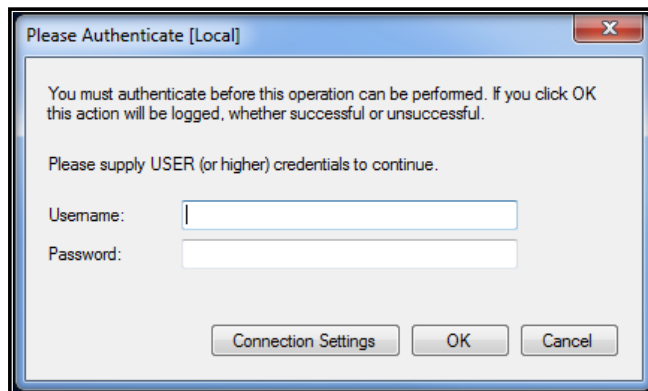 Please Authenticate [Local]
You must authenticate before this operation can be performed. If you click OK
this action will be logged, whether successful or unsuccessful.
Please supply USER (or higher) credentials to continue.
Username:
Password:
Connection Settings OK Cancel